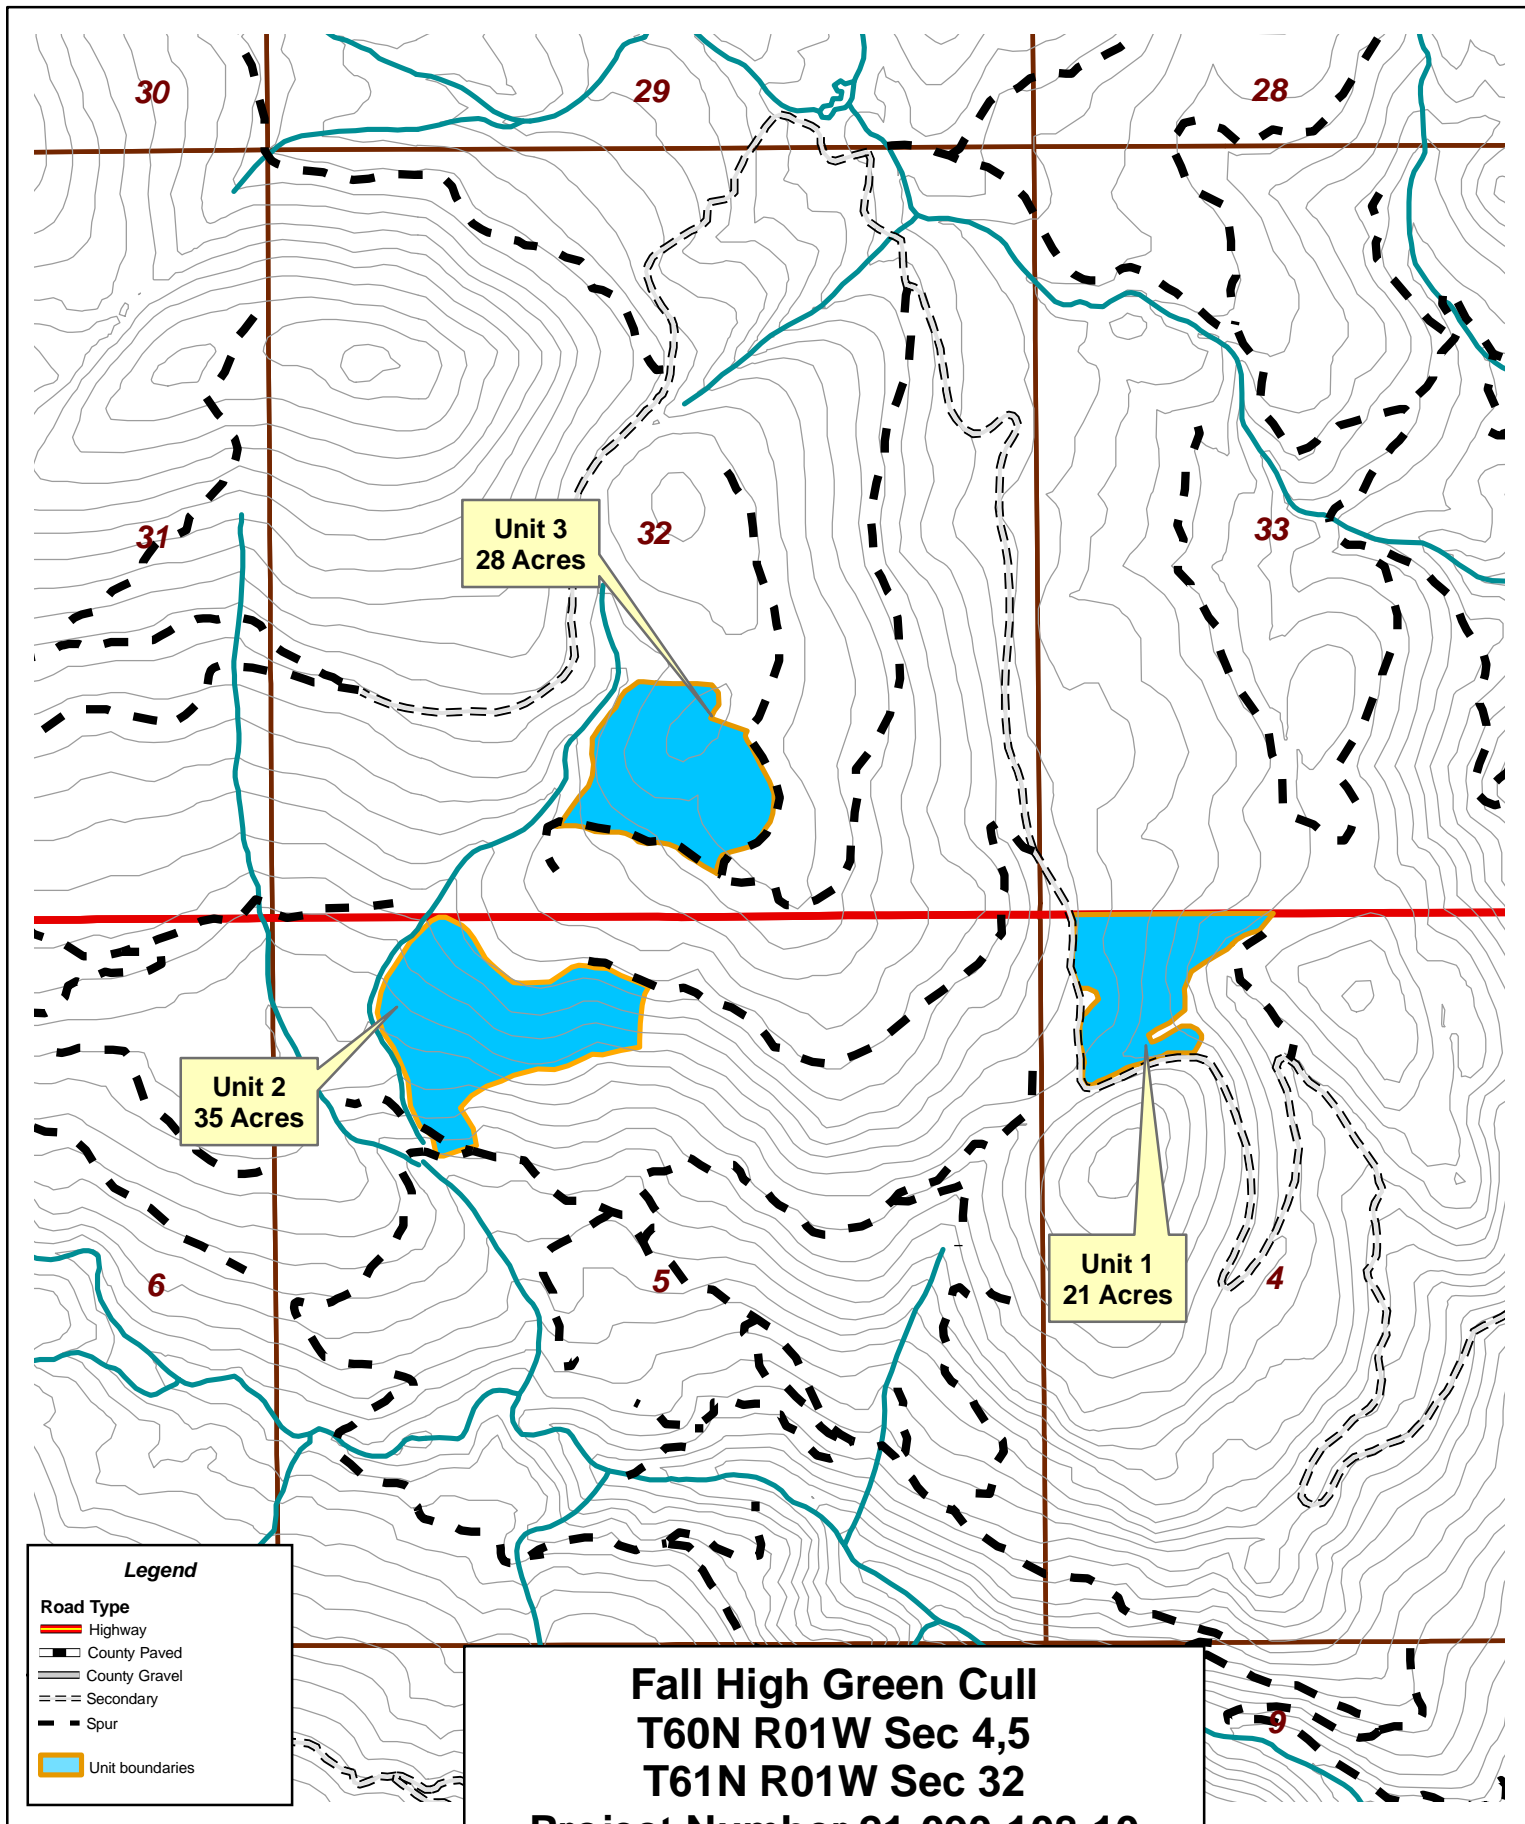 30
29
28
Unit 3
28 Acres
32
31
33
Unit 2
35 Acres
6
5
Unit 1
21 Acres
4
Legend
Road Type
Highway
County Paved
County Gravel
Secondary
Spur
Unit boundaries
Fall High Green Cull
T60N R01W Sec 4,5
T61N R01W Sec 32
Project Number
9